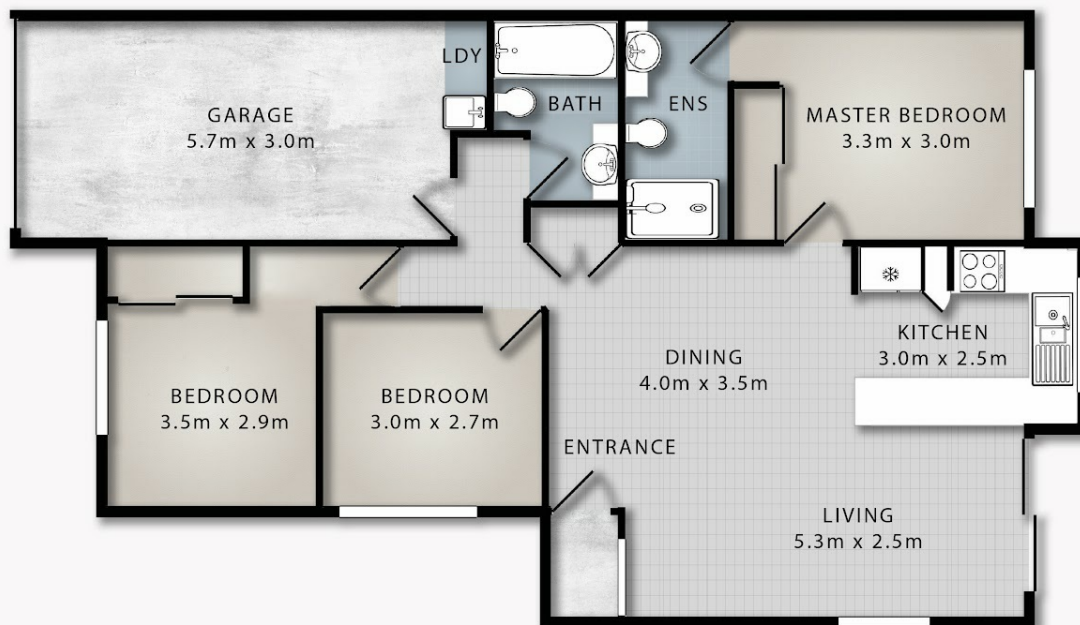 LDY
GARAGE
5.7m x 3.0m
BATH
ENS
MASTER BEDROOM
3.3m x 3.0m
KITCHEN
3.0m x 2.5m
DINING
4.0m x 3.5m
BEDROOM
3.5m x 2.9m
BEDROOM
3.0m x 2.7m
ENTRANCE
LIVING
5.3m x 2.5m